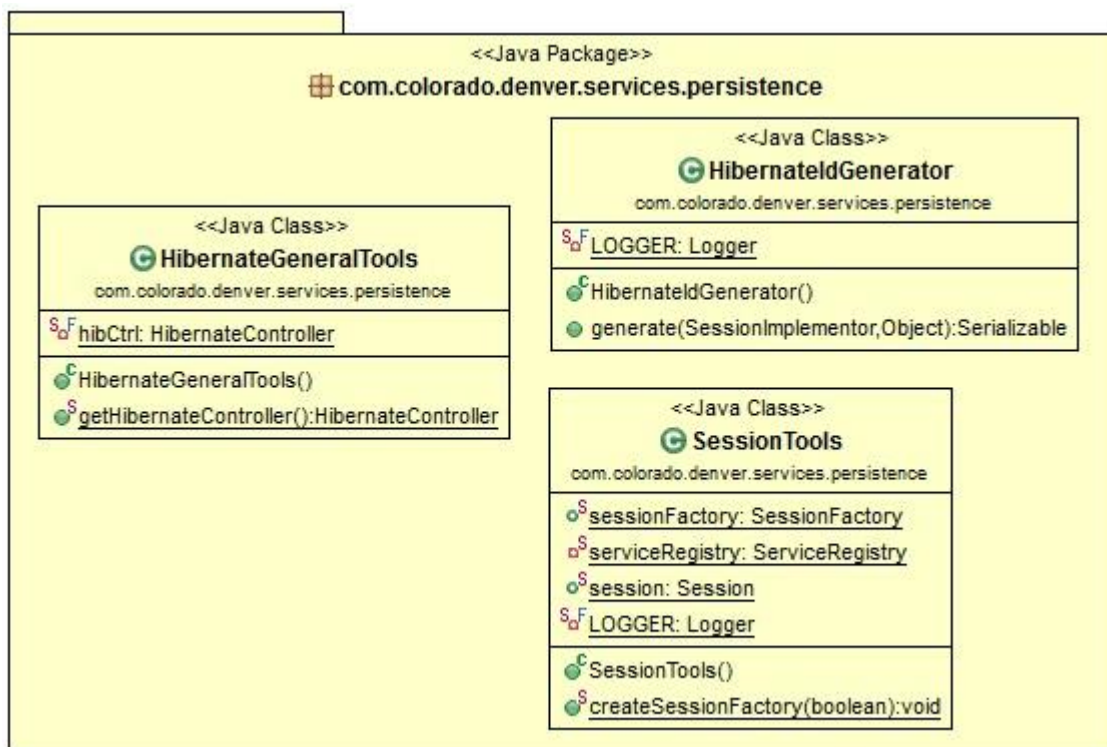 <<Java Package>>
com.colorado.denver.services.persistence
<<Java Class>>
HibernateGeneralTools
com.colorado.denver.services.persistence
S F hibCtrl: HibernateController
C HibernateGeneralTools()
S getHibernateController():HibernateController
<<Java Class>>
HibernateIdGenerator
com.colorado.denver.services.persistence
S F LOGGER: Logger
C HibernateIdGenerator()
generate(SessionImplementor,Object):Serializable
<<Java Class>>
SessionTools
com.colorado.denver.services.persistence
S sessionFactory: SessionFactory
S serviceRegistry: ServiceRegistry
S session: Session
S F LOGGER: Logger
C SessionTools()
S createSessionFactory(boolean):void